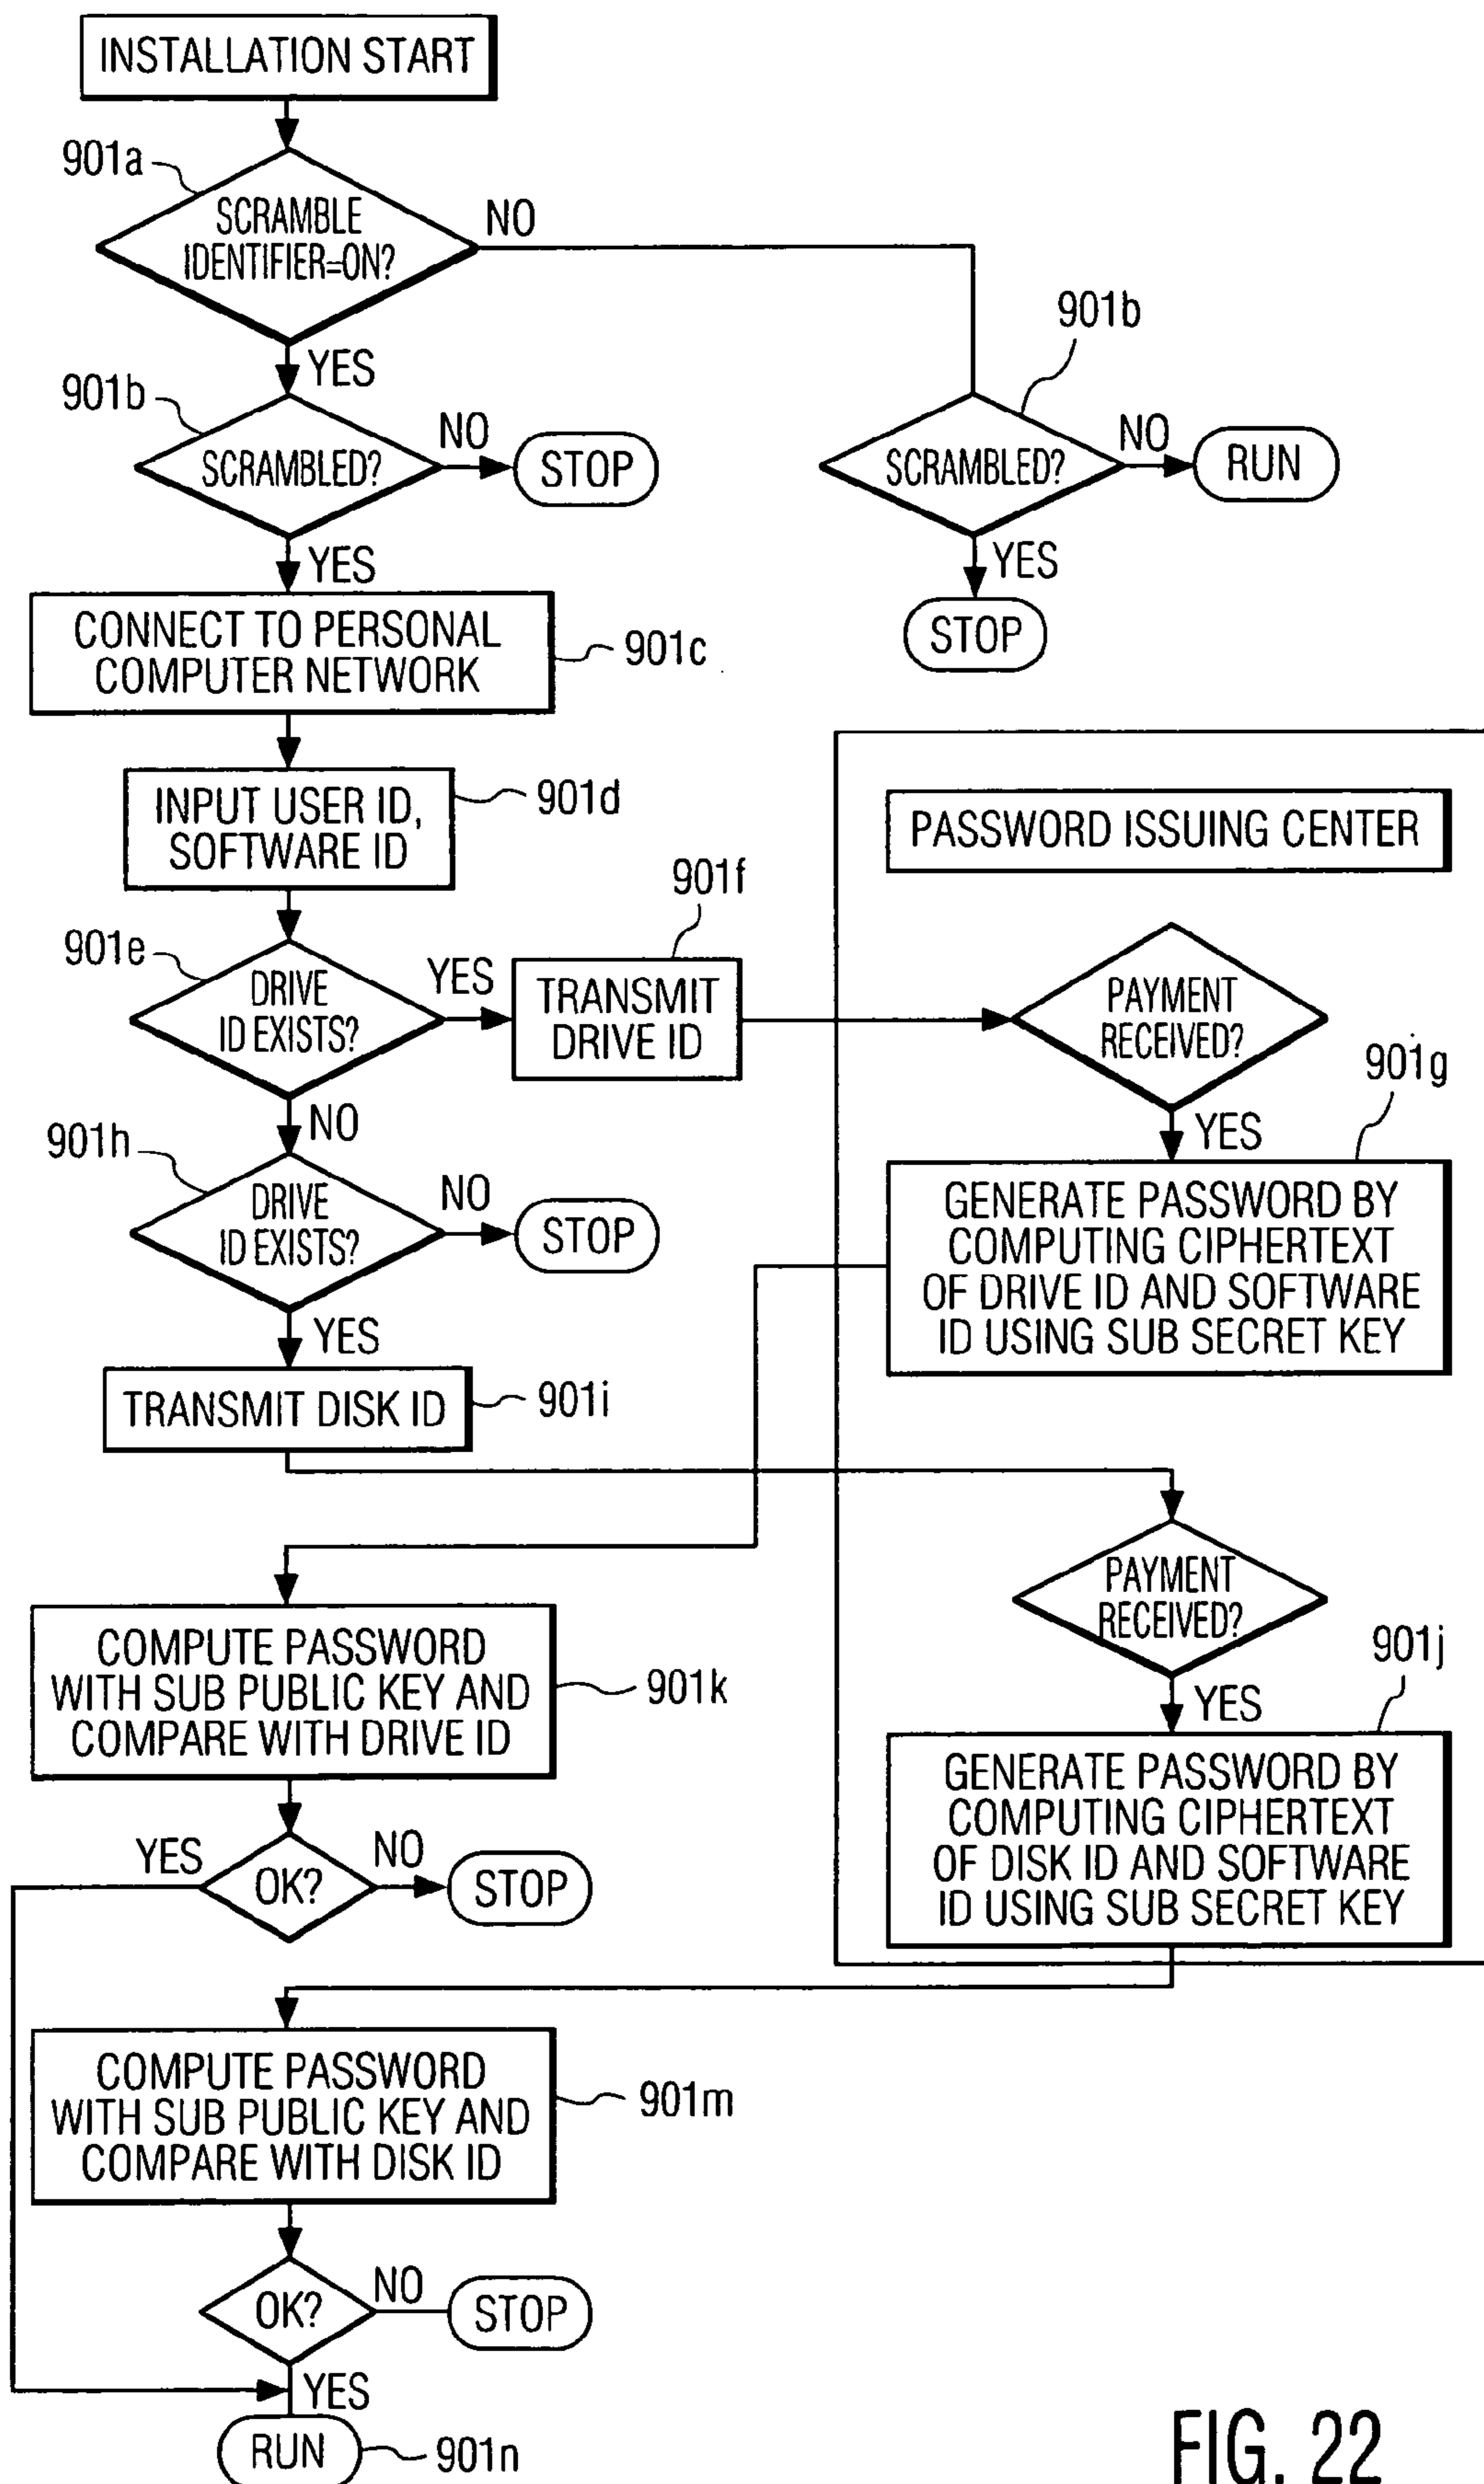 INSTALLATION START
901a
SCRAMBLE
IDENTIFIER=ON?
NO
YES
901b
SCRAMBLED?
NO
STOP
YES
901b
SCRAMBLED?
NO
RUN
YES
STOP
CONNECT TO PERSONAL
COMPUTER NETWORK
901c
INPUT USER ID,
SOFTWARE ID
901d
PASSWORD ISSUING CENTER
901e
DRIVE
ID EXISTS?
YES
901f
TRANSMIT
DRIVE ID
PAYMENT
RECEIVED?
901g
YES
NO
901h
DRIVE
ID EXISTS?
NO
STOP
GENERATE PASSWORD BY
COMPUTING CIPHERTEXT
OF DRIVE ID AND SOFTWARE
ID USING SUB SECRET KEY
YES
TRANSMIT DISK ID
901i
PAYMENT
RECEIVED?
901j
YES
COMPUTE PASSWORD
WITH SUB PUBLIC KEY AND
COMPARE WITH DRIVE ID
901k
GENERATE PASSWORD BY
COMPUTING CIPHERTEXT
OF DISK ID AND SOFTWARE
ID USING SUB SECRET KEY
YES
OK?
NO
STOP
COMPUTE PASSWORD
WITH SUB PUBLIC KEY AND
COMPARE WITH DISK ID
901m
OK?
NO
STOP
YES
RUN
901n
FIG. 22